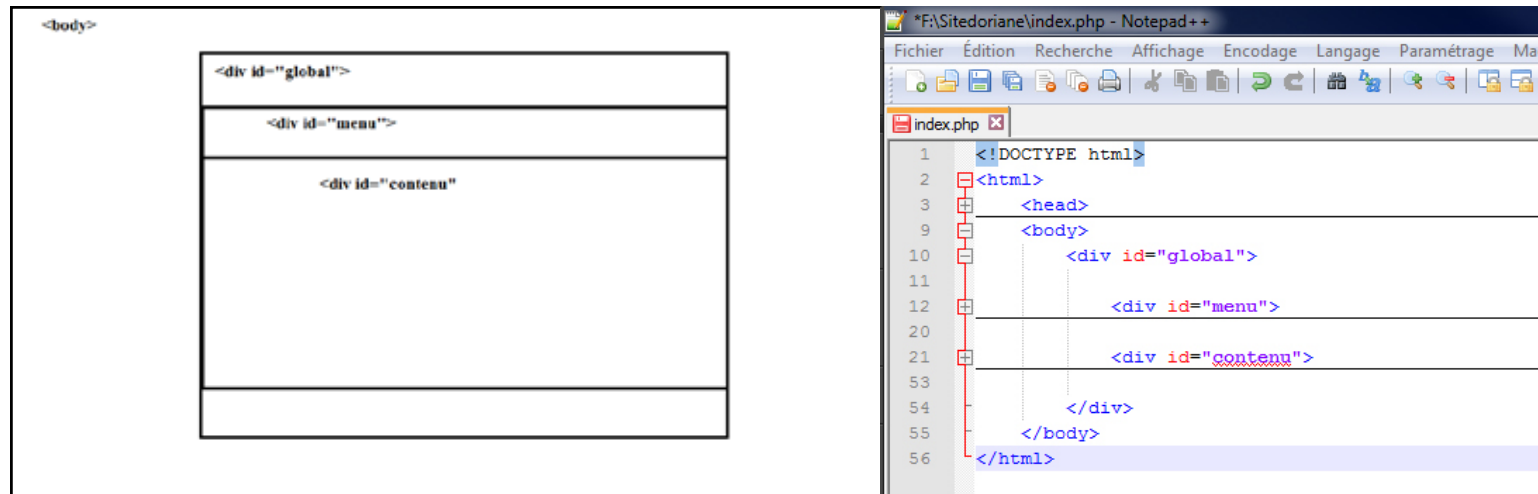 <body>
<div id="global">
<div id="menu">
<div id="contenu"
*F:\Sitedoriane\index.php - Notepad++
Fichier Édition Recherche Affichage Encodage Langage Paramétrage Ma
index.php
1 <!DOCTYPE html>
2 <html>
3 <head>
9 <body>
10 <div id="global">
11
12 <div id="menu">
20
21 <div id="contenu">
53
54 </div>
55 </body>
56 </html>